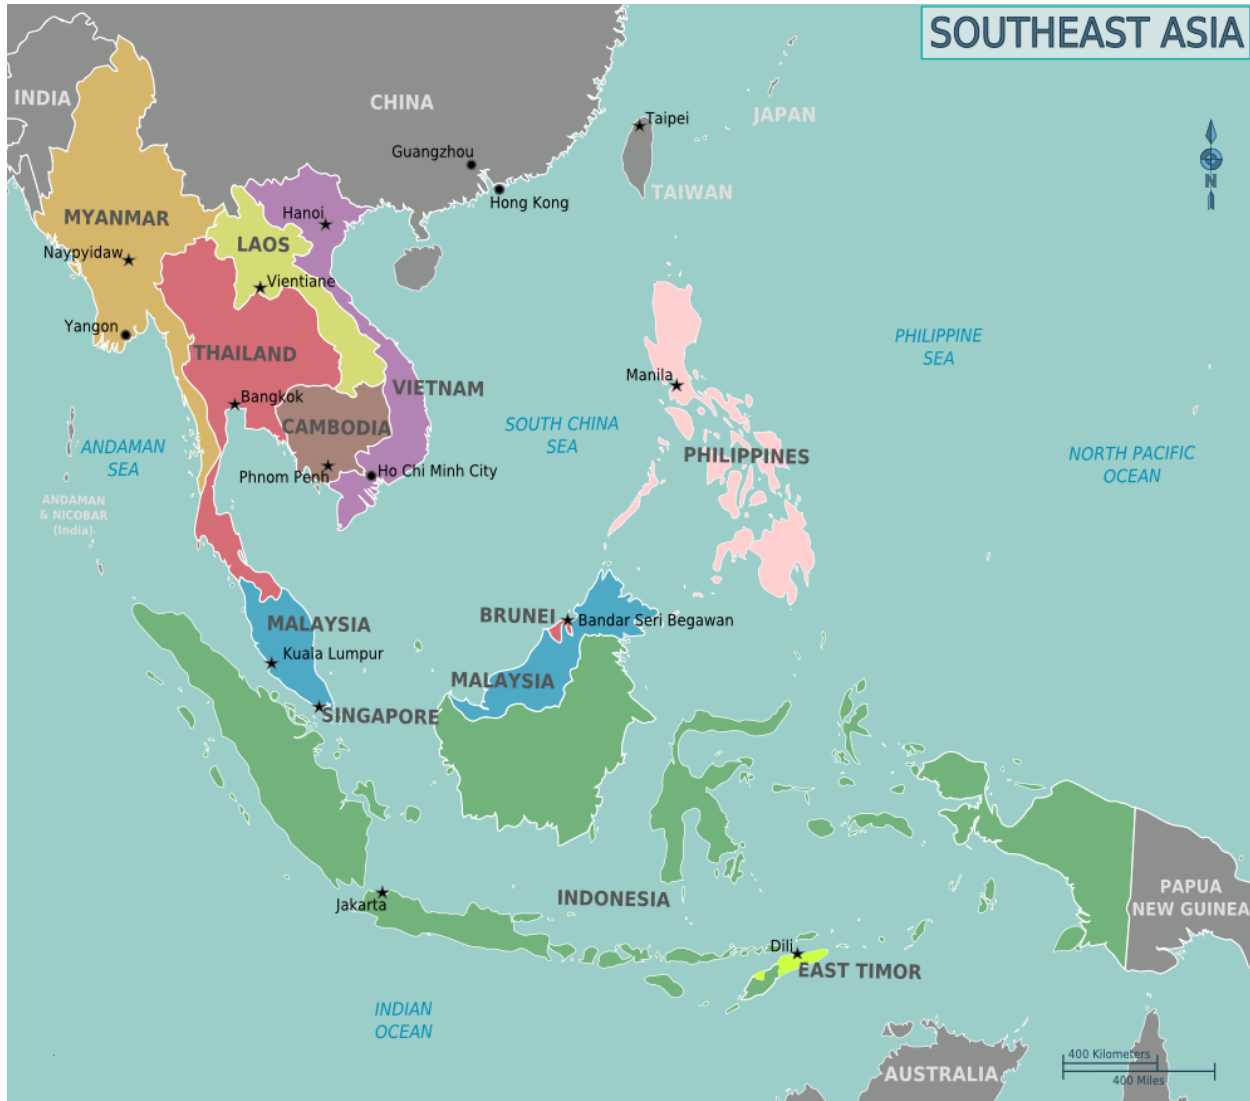 SOUTHEAST ASIA
INDIA
CHINA
JAPAN
Taipei
Guangzhou
TAIWAN
Hong Kong
N
MYANMAR
Hanoi
LAOS
Naypyidaw
Vientiane
Yangon
THAILAND
PHILIPPINE
SEA
Manila
VIETNAM
Bangkok
CAMBODIA
SOUTH CHINA
SEA
ANDAMAN
SEA
PHILIPPINES
NORTH PACIFIC
OCEAN
Phnom Penh
Ho Chi Minh City
ANDAMAN
& NICOBAR
(India)
BRUNEI
Bandar Seri Begawan
MALAYSIA
Kuala Lumpur
MALAYSIA
SINGAPORE
INDONESIA
Jakarta
PAPUA
NEW GUINEA
Dili
EAST TIMOR
INDIAN
OCEAN
AUSTRALIA
400 Kilometers
400 Miles